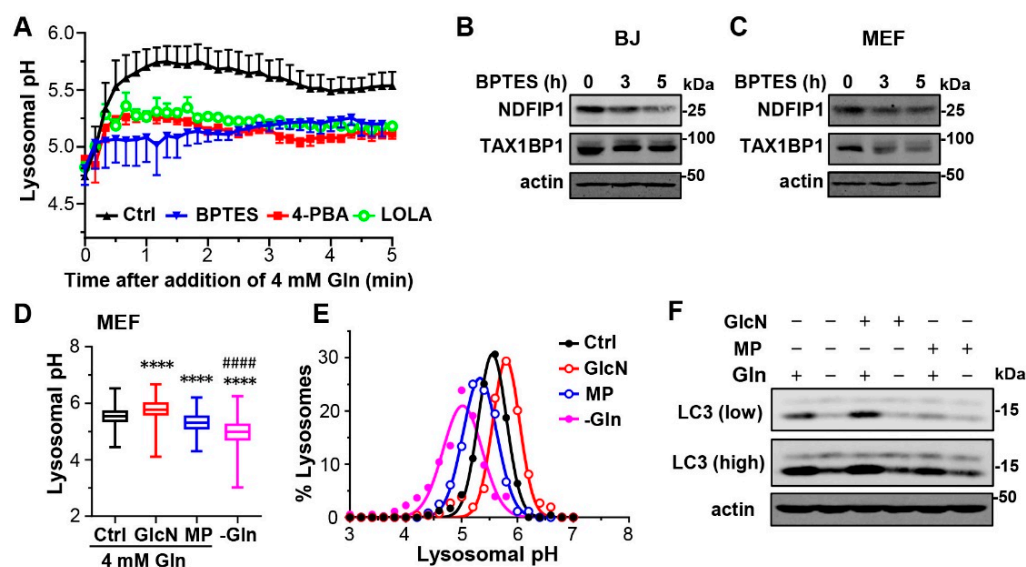 A
Lysosomal pH
6.0
5.5
5.0
4.5
Ctrl BPTES 4-PBA LOLA
0 1 2 3 4 5
Time after addition of 4 mM Gln (min)
B
BJ
BPTES (h) 0 3 5 kDa
NDFIP1 -25
TAX1BP1 -100
actin -50
C
MEF
BPTES (h) 0 3 5 kDa
NDFIP1 -25
TAX1BP1 -100
actin -50
D MEF
Lysosomal pH
8
6
4
2
**** **** ####
****
Ctrl GlcN MP -Gln
4 mM Gln
E
% Lysosomes
30
20
10
0
Ctrl
GlcN
MP
-Gln
3 4 5 6 7 8
Lysosomal pH
F
GlcN − − + + − −
MP − − − − + +
Gln + − + − + − kDa
LC3 (low) -15
LC3 (high) -15
actin -50